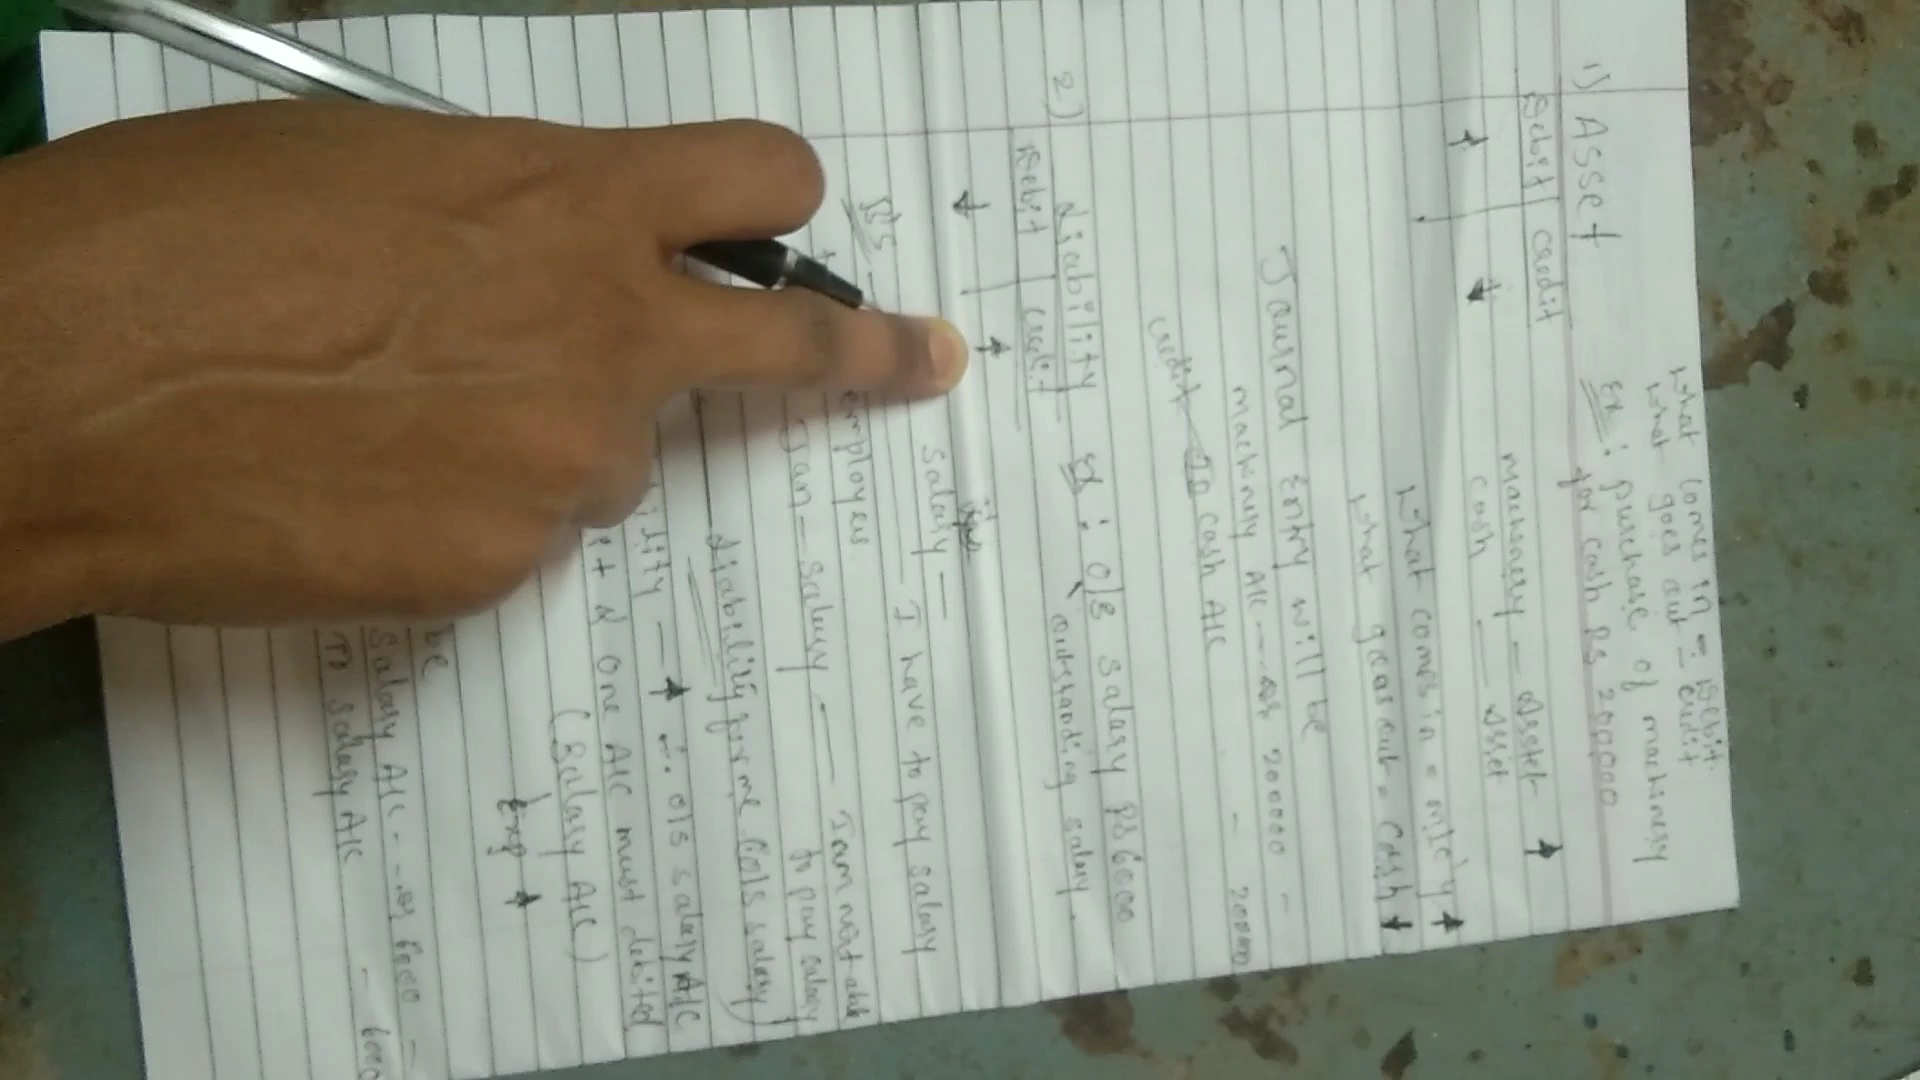 What comes in - Debit
What goes out - credit
1) Asset
Ex: purchase of machinery
for cash Rs 200000
Debit credit
Machinery - Asset ↑
cash - Asset
What comes in = m/c'y ↑
What goes out = cash ↓
Journal Entry will be
machinery A/c --- Dr 200000 -
credit To cash A/c - 200000
2) Liability Ex: O/S salary Rs 6000
outstanding salary.
Debit credit
salary -
I have to pay salary
employees
Jan - salary - I am not able
to pay salary
Liability for me (O/S salary)
lity - ↑ ∴ O/S salary A/c
one A/c must debited
(Salary A/c)
Exp ↑
be
Salary A/c --- Dr 6000 -
To salary A/c - 6000